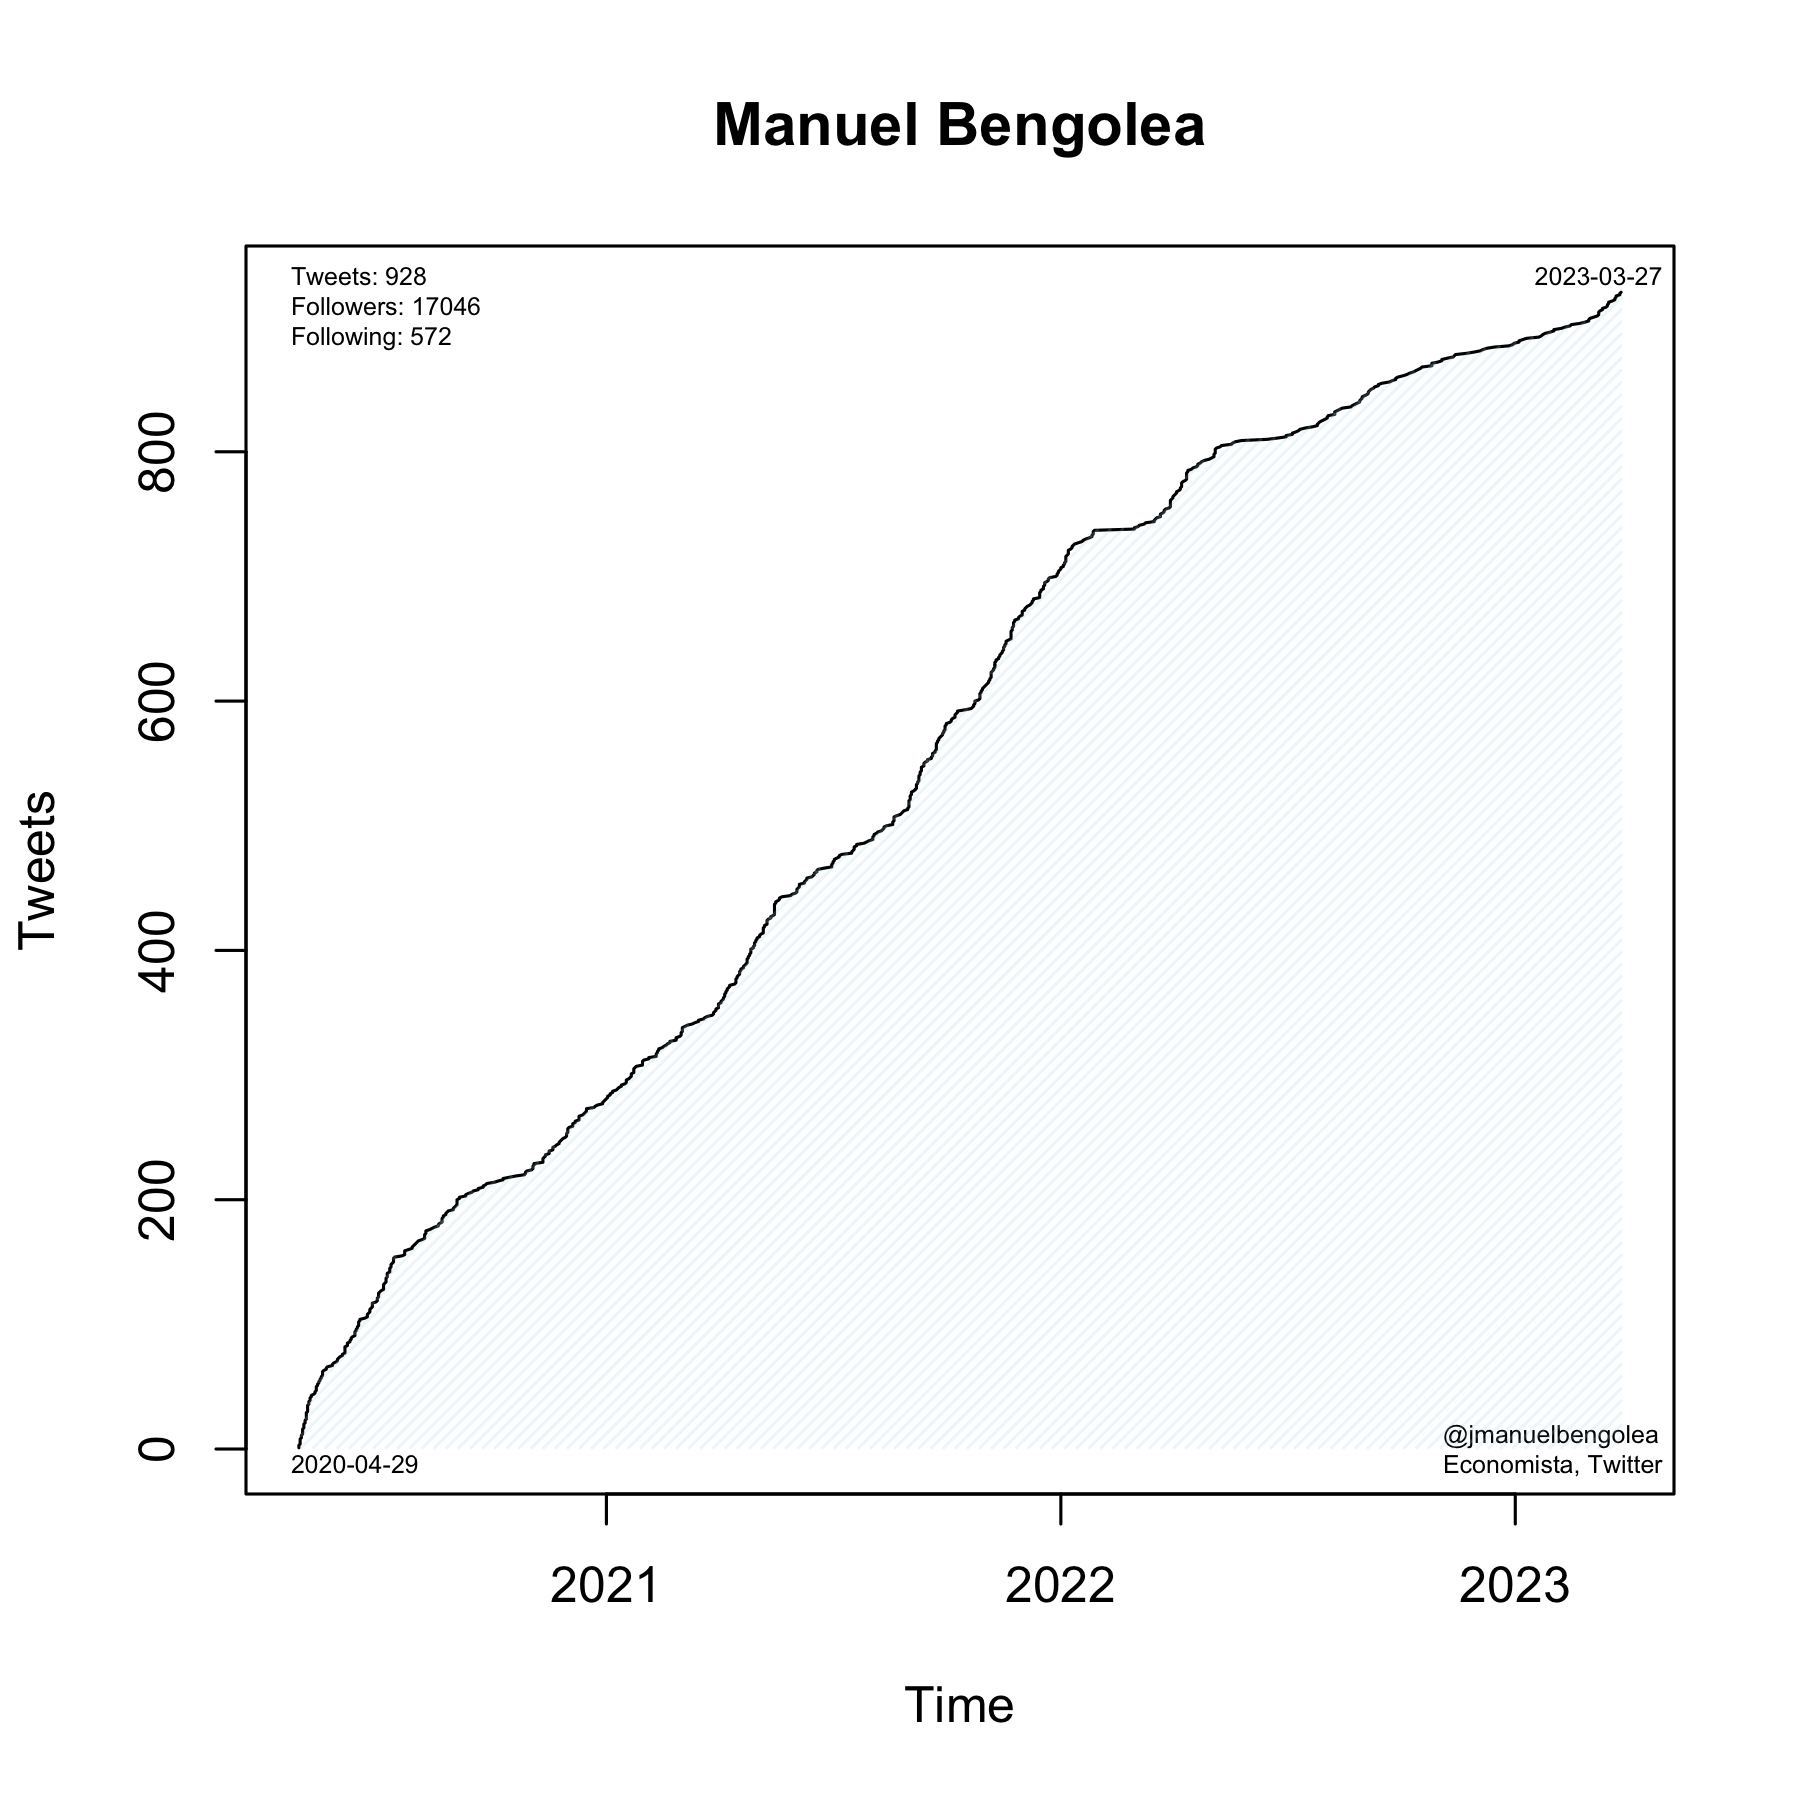 Manuel Bengolea
Tweets: 928
Followers: 17046
Following: 572
2023-03-27
800
600
400
200
0
Tweets
2020-04-29
@jmanuelbengolea
Economista, Twitter
2021
2022
2023
Time